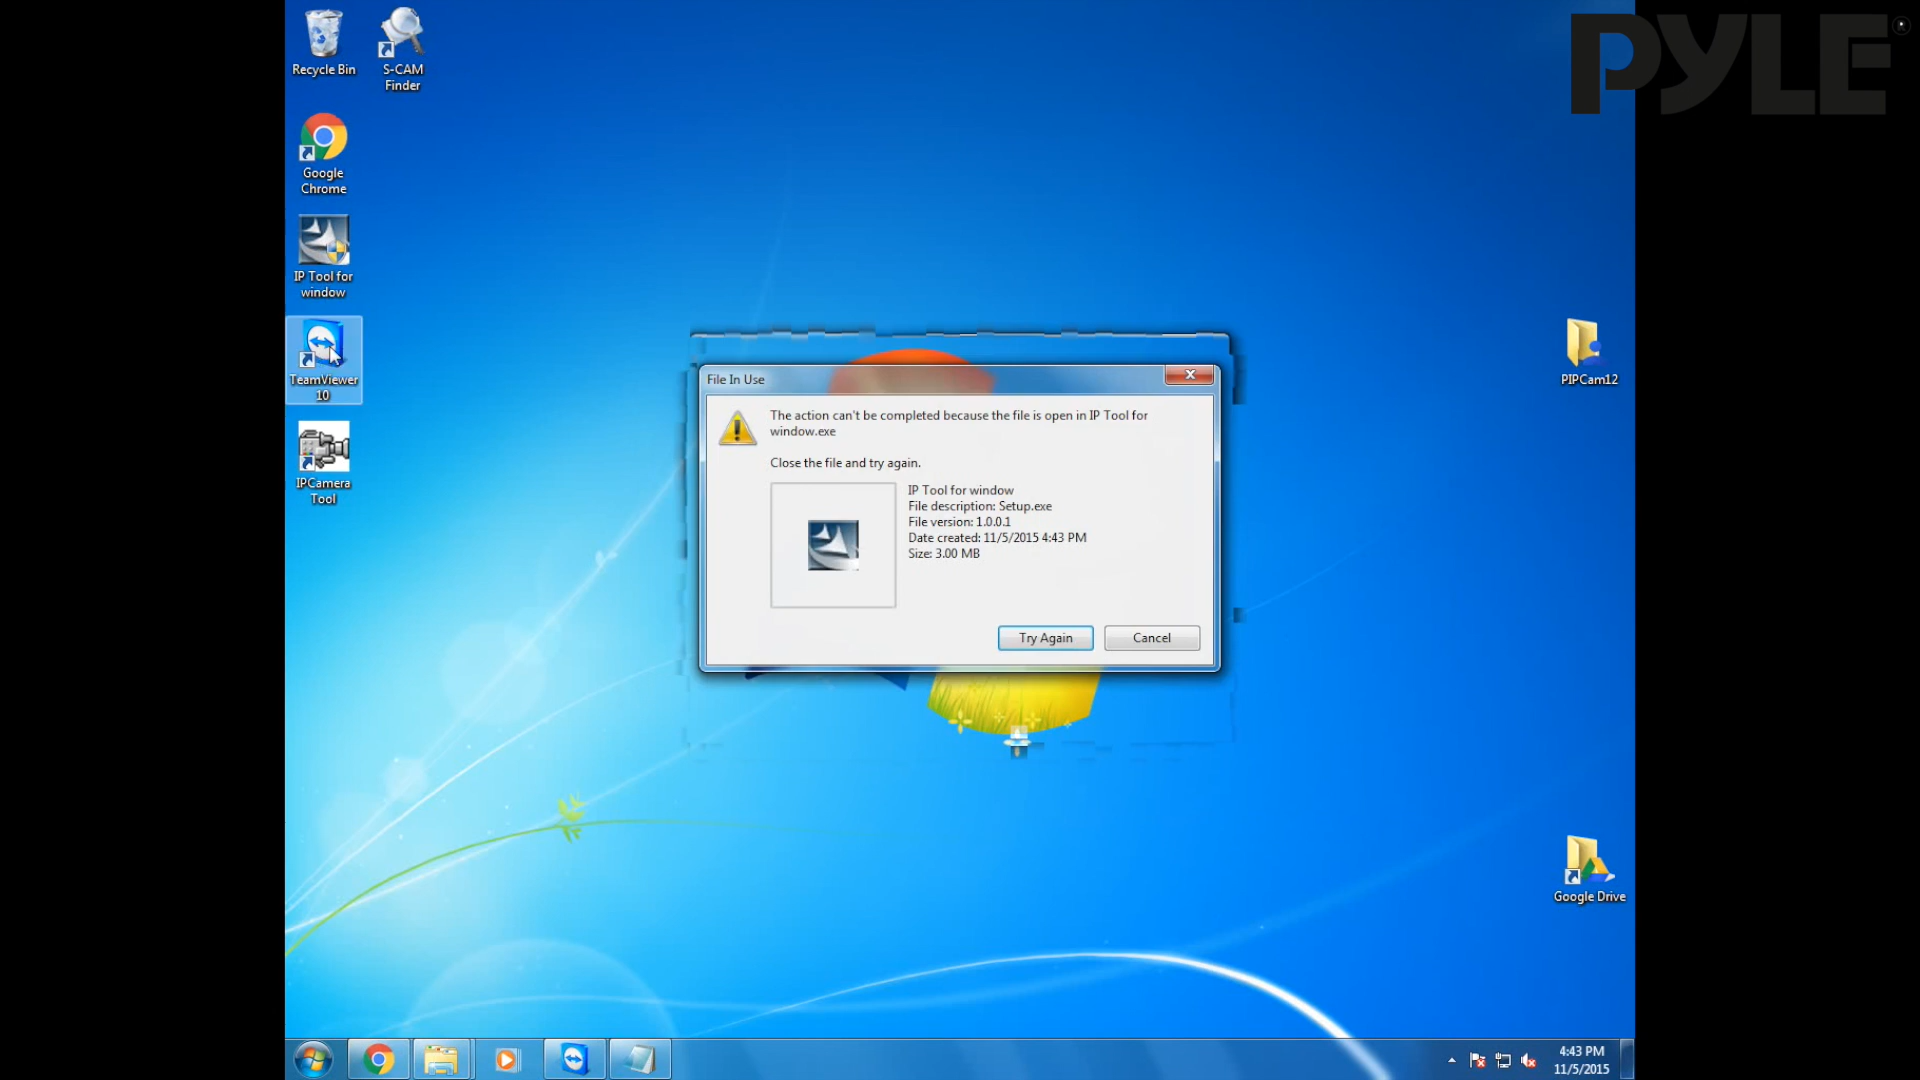 PYLE
Recycle Bin
S-CAM
Finder
Google
Chrome
IP Tool for
window
TeamViewer
10
IPCamera
Tool
PIPCam12
Google Drive
File In Use
The action can't be completed because the file is open in IP Tool for
window.exe
Close the file and try again.
IP Tool for window
File description: Setup.exe
File version: 1.0.0.1
Date created: 11/5/2015 4:43 PM
Size: 3.00 MB
Try Again
Cancel
4:43 PM
11/5/2015